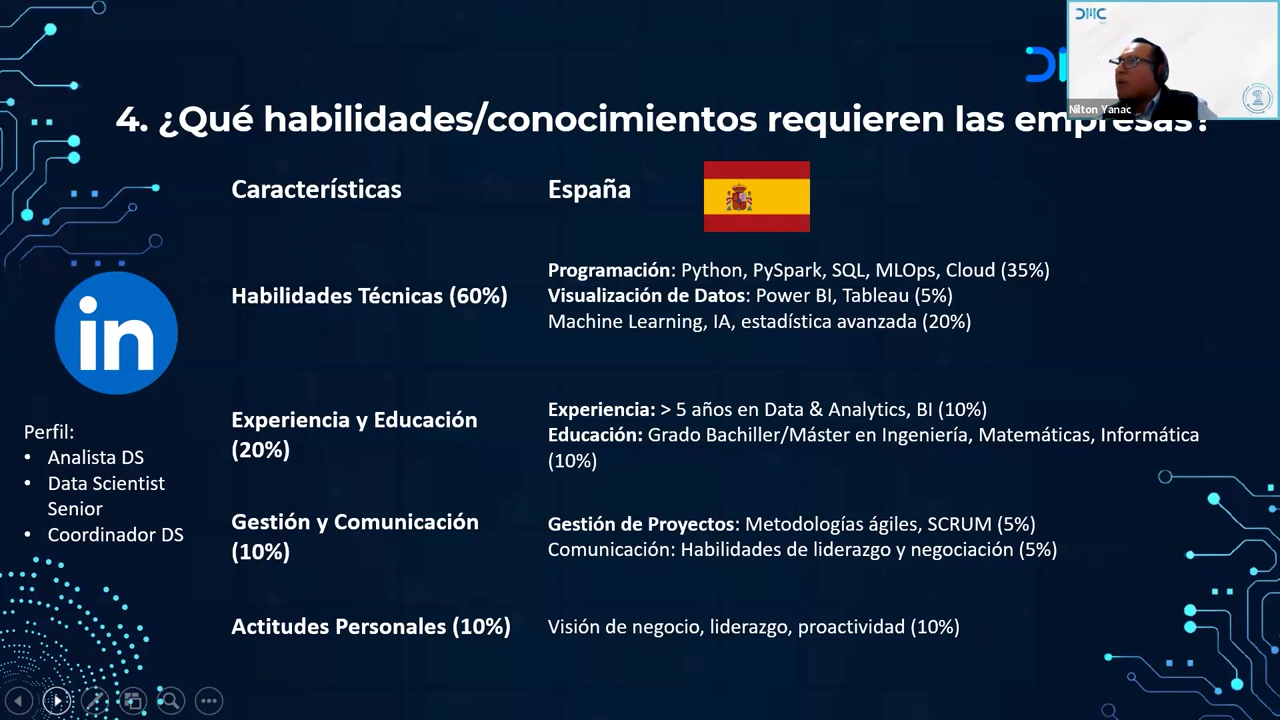 DMC
Nilton Yanac
4. ¿Qué habilidades/conocimientos requieren las empresas?
Características
España
Habilidades Técnicas (60%)
Programación: Python, PySpark, SQL, MLOps, Cloud (35%)
Visualización de Datos: Power BI, Tableau (5%)
Machine Learning, IA, estadística avanzada (20%)
in
Perfil:
• Analista DS
• Data Scientist
Senior
• Coordinador DS
Experiencia y Educación
(20%)
Experiencia: > 5 años en Data & Analytics, BI (10%)
Educación: Grado Bachiller/Máster en Ingeniería, Matemáticas, Informática
(10%)
Gestión y Comunicación
(10%)
Gestión de Proyectos: Metodologías ágiles, SCRUM (5%)
Comunicación: Habilidades de liderazgo y negociación (5%)
Actitudes Personales (10%)
Visión de negocio, liderazgo, proactividad (10%)